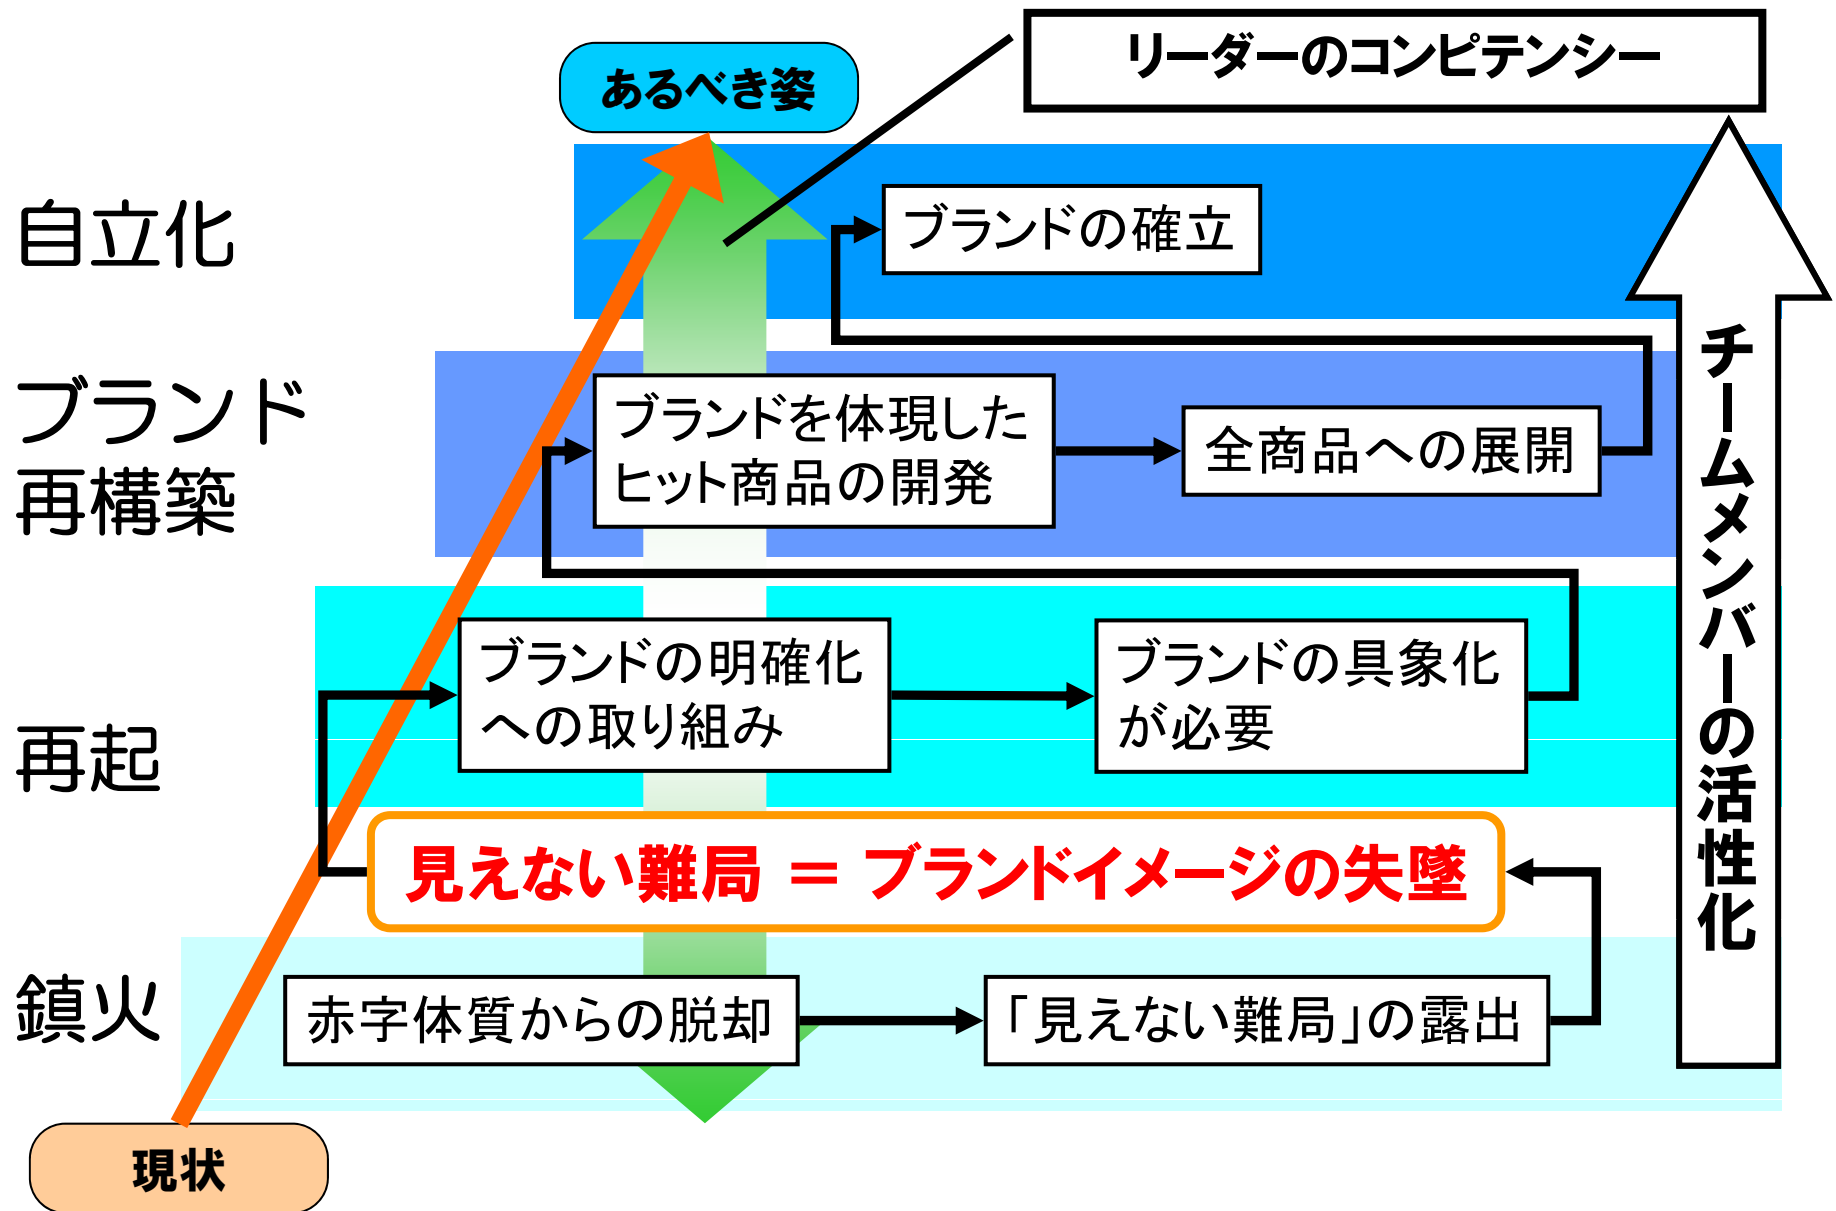 リーダーのコンピテンシー
あるべき姿
自立化
ブランドの確立
ブランド
再構築
ブランドを体現した
ヒット商品の開発
全商品への展開
チームメンバーの活性化
再起
ブランドの明確化
への取り組み
ブランドの具象化
が必要
見えない難局 = ブランドイメージの失墜
鎮火
赤字体質からの脱却
「見えない難局」の露出
現状